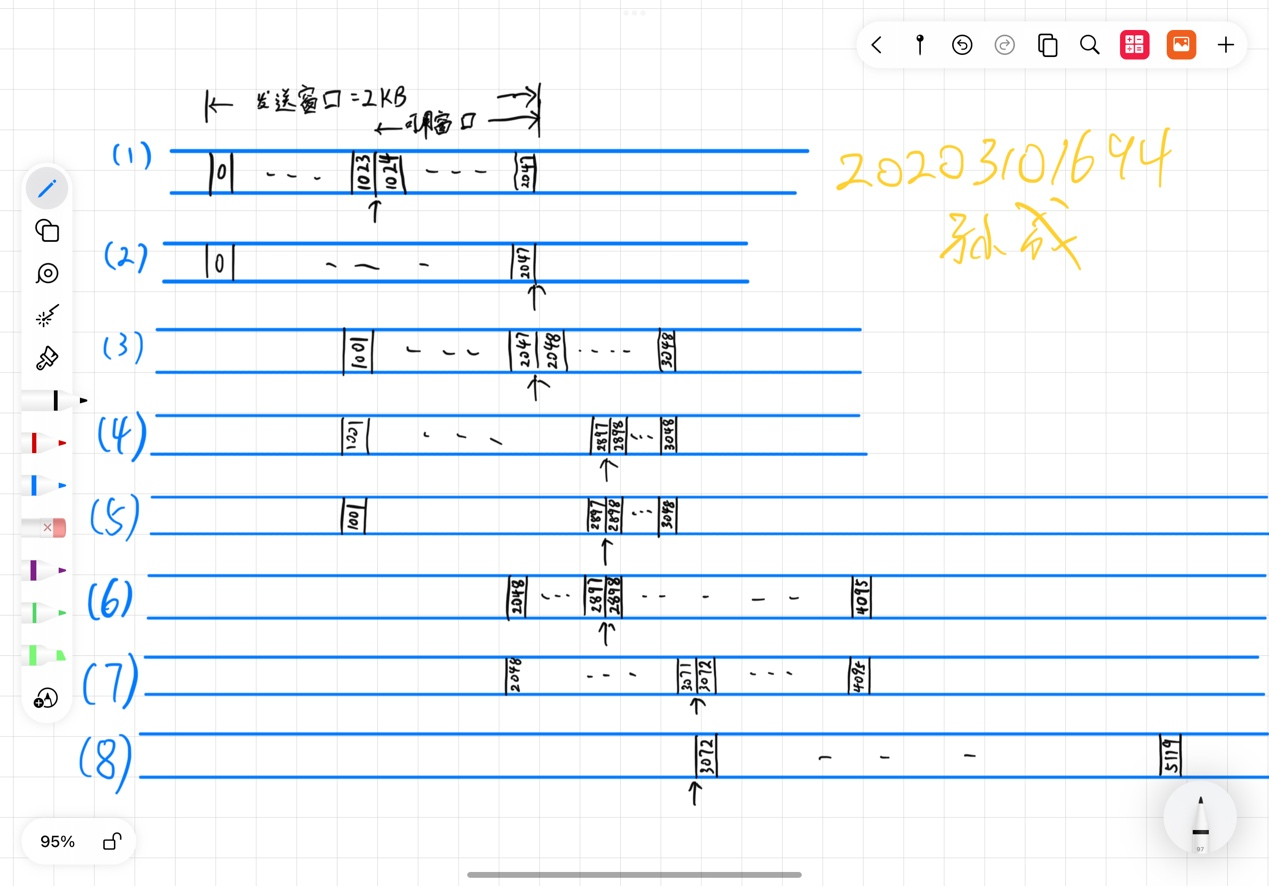 发送窗口=2KB
可用窗口
(1) 0 --- 1023 1024 --- 2047
20203101694
(2) 0 --- 2047
(3) 1001 --- 2047 2048 ---- 3048
(4) 1001 --- 2897 2898 --- 3048
(5) 1001 2897 2898 --- 3048
(6) 2048 --- 2897 2898 ----- 4095
(7) 2048 --- 3071 3072 --- 4095
(8) 3072 --- 5119
95%
97